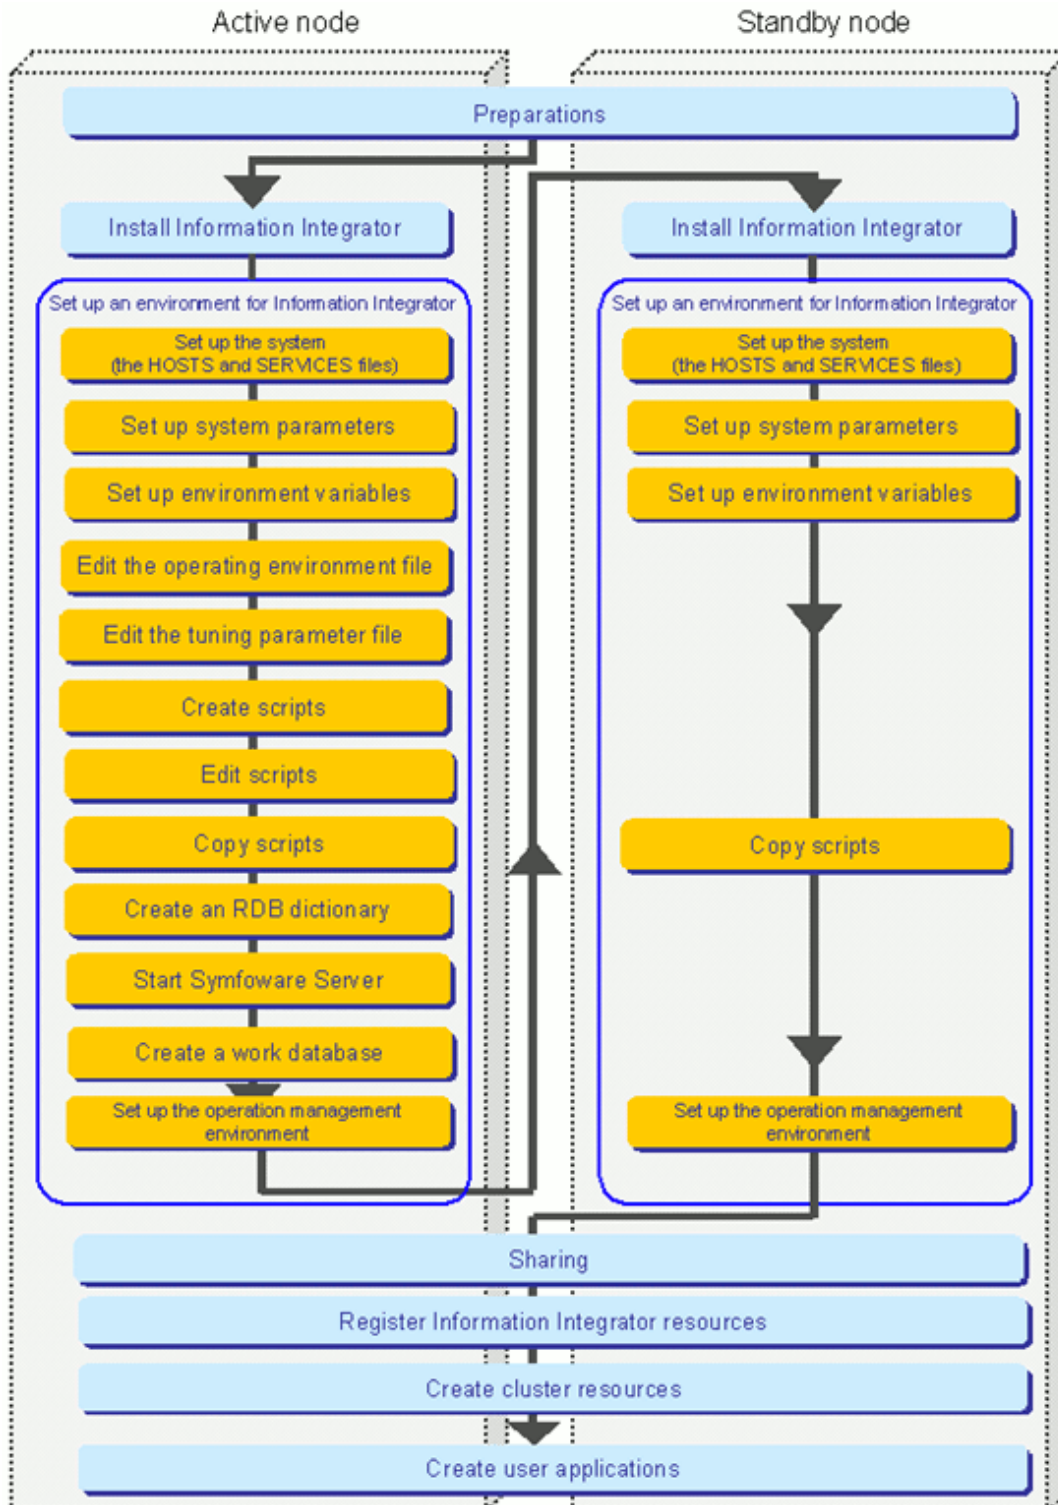 Active node
Standby node
Preparations
Install Information Integrator
Set up an environment for Information Integrator
Set up the system
(the HOSTS and SERVICES files)
Set up system parameters
Set up environment variables
Edit the operating environment file
Edit the tuning parameter file
Create scripts
Edit scripts
Copy scripts
Create an RDB dictionary
Start Symfoware Server
Create a work database
Set up the operation management
environment
Install Information Integrator
Set up an environment for Information Integrator
Set up the system
(the HOSTS and SERVICES files)
Set up system parameters
Set up environment variables
Copy scripts
Set up the operation management
environment
Sharing
Register Information Integrator resources
Create cluster resources
Create user applications